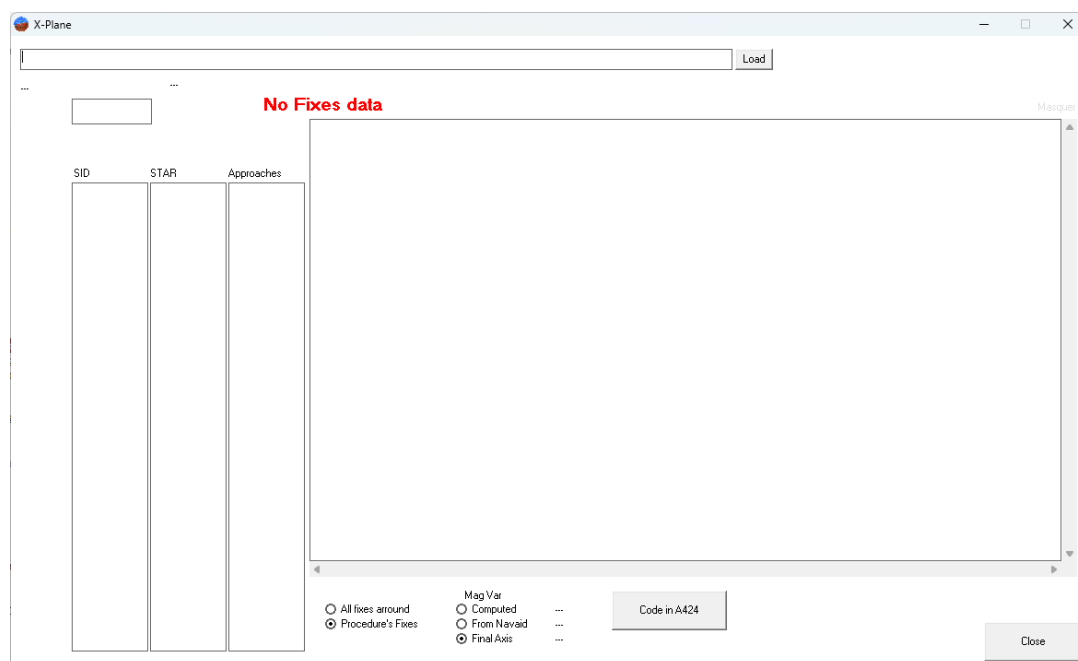 X-Plane
Load
... ...
No Fixes data
Masquer
SID STAR Approaches
Mag Var
All fixes arround Computed ...
Procedure's Fixes From Navaid ...
Final Axis ...
Code in A424
Close